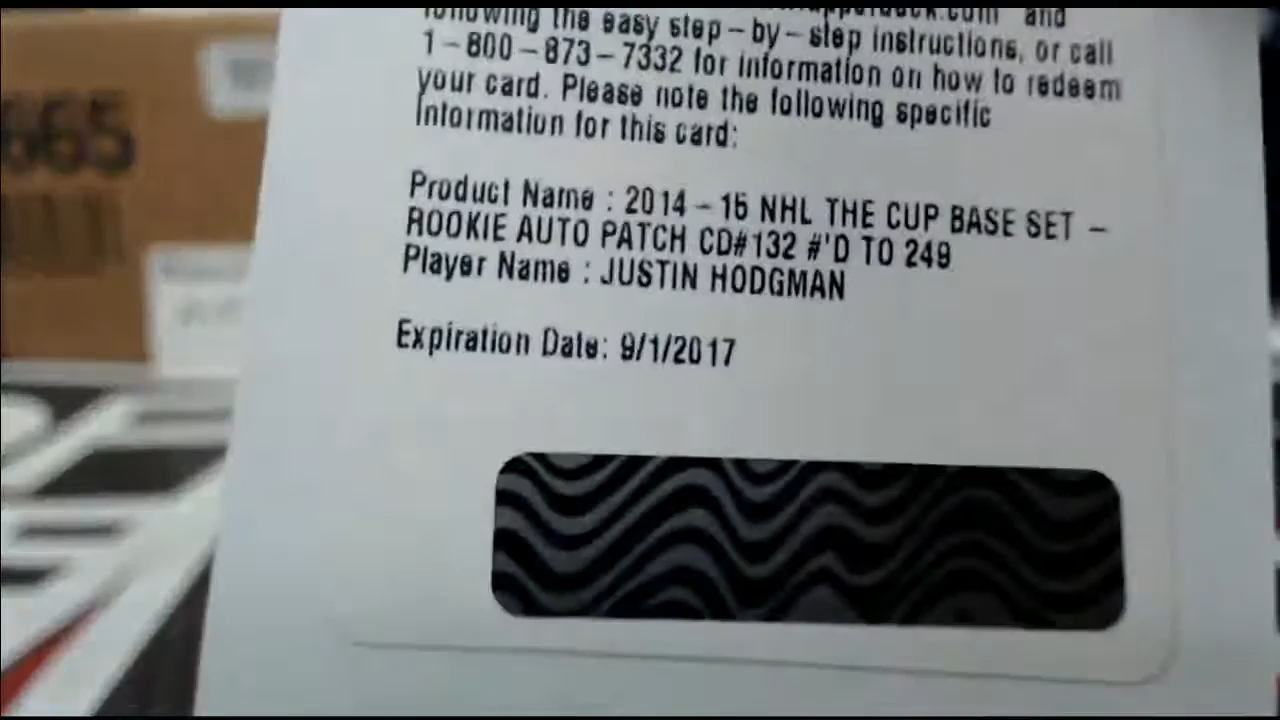 and
following the easy step-by-step instructions, or call
1-800-873-7332 for information on how to redeem
your card. Please note the following specific
information for this card:
Product Name : 2014-15 NHL THE CUP BASE SET -
ROOKIE AUTO PATCH CD#132 #'D TO 249
Player Name : JUSTIN HODGMAN
Expiration Date: 9/1/2017
665